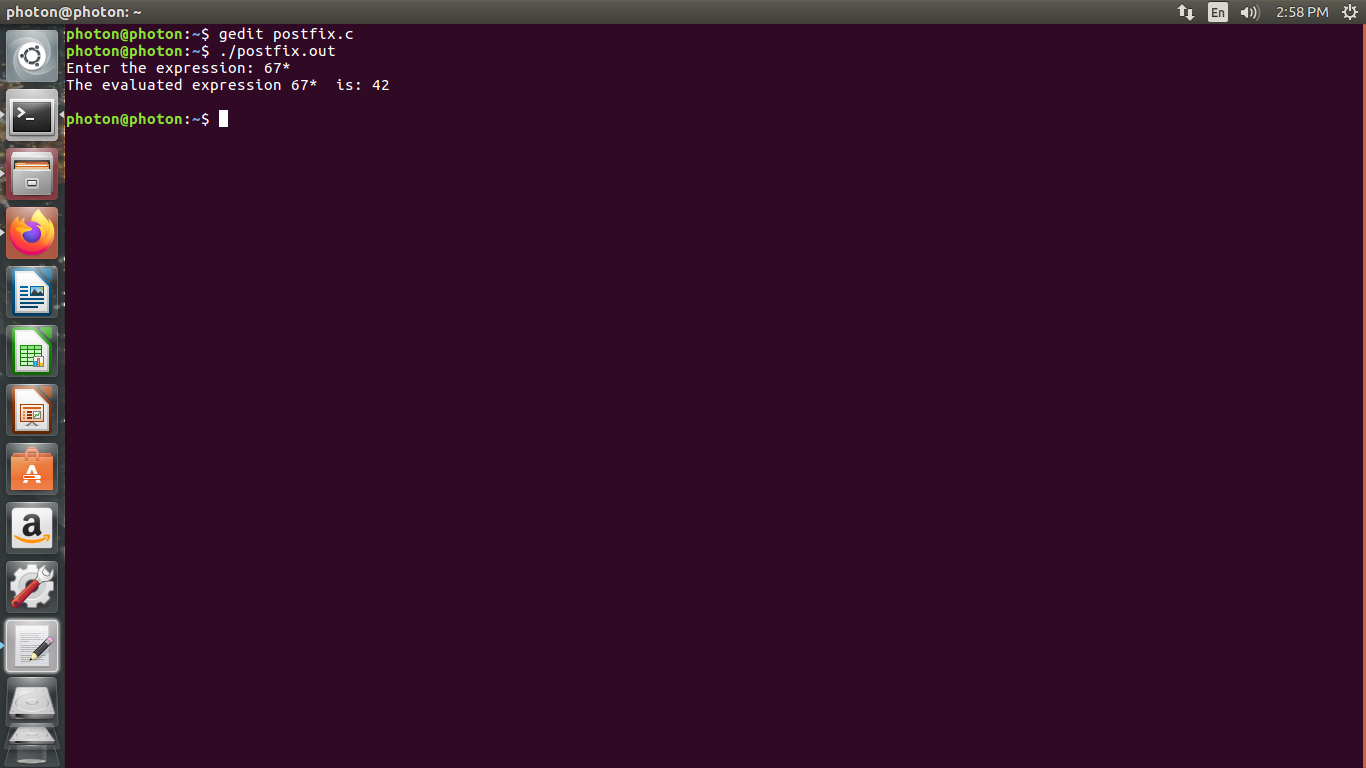 photon@photon: ~
En
2:58 PM
photon@photon:~$ gedit postfix.c
photon@photon:~$ ./postfix.out
Enter the expression: 67*
The evaluated expression 67*  is: 42
photon@photon:~$